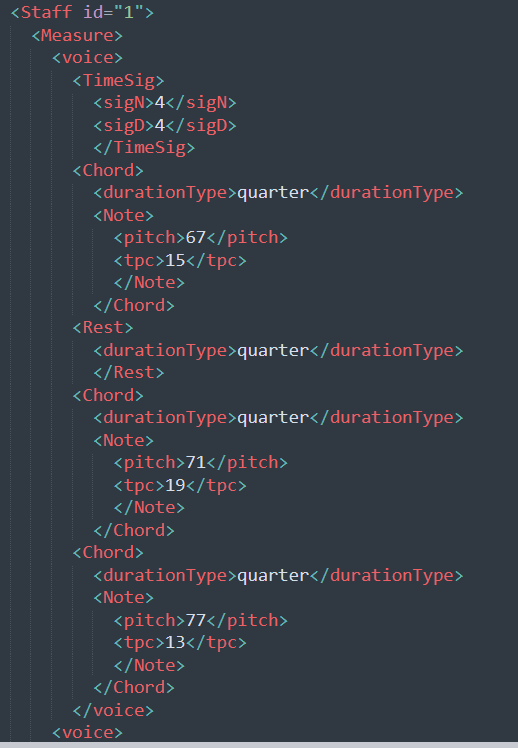 <Staff id="1">
<Measure>
<voice>
<TimeSig>
<sigN>4</sigN>
<sigD>4</sigD>
</TimeSig>
<Chord>
<durationType>quarter</durationType>
<Note>
<pitch>67</pitch>
<tpc>15</tpc>
</Note>
</Chord>
<Rest>
<durationType>quarter</durationType>
</Rest>
<Chord>
<durationType>quarter</durationType>
<Note>
<pitch>71</pitch>
<tpc>19</tpc>
</Note>
</Chord>
<Chord>
<durationType>quarter</durationType>
<Note>
<pitch>77</pitch>
<tpc>13</tpc>
</Note>
</Chord>
</voice>
<voice>